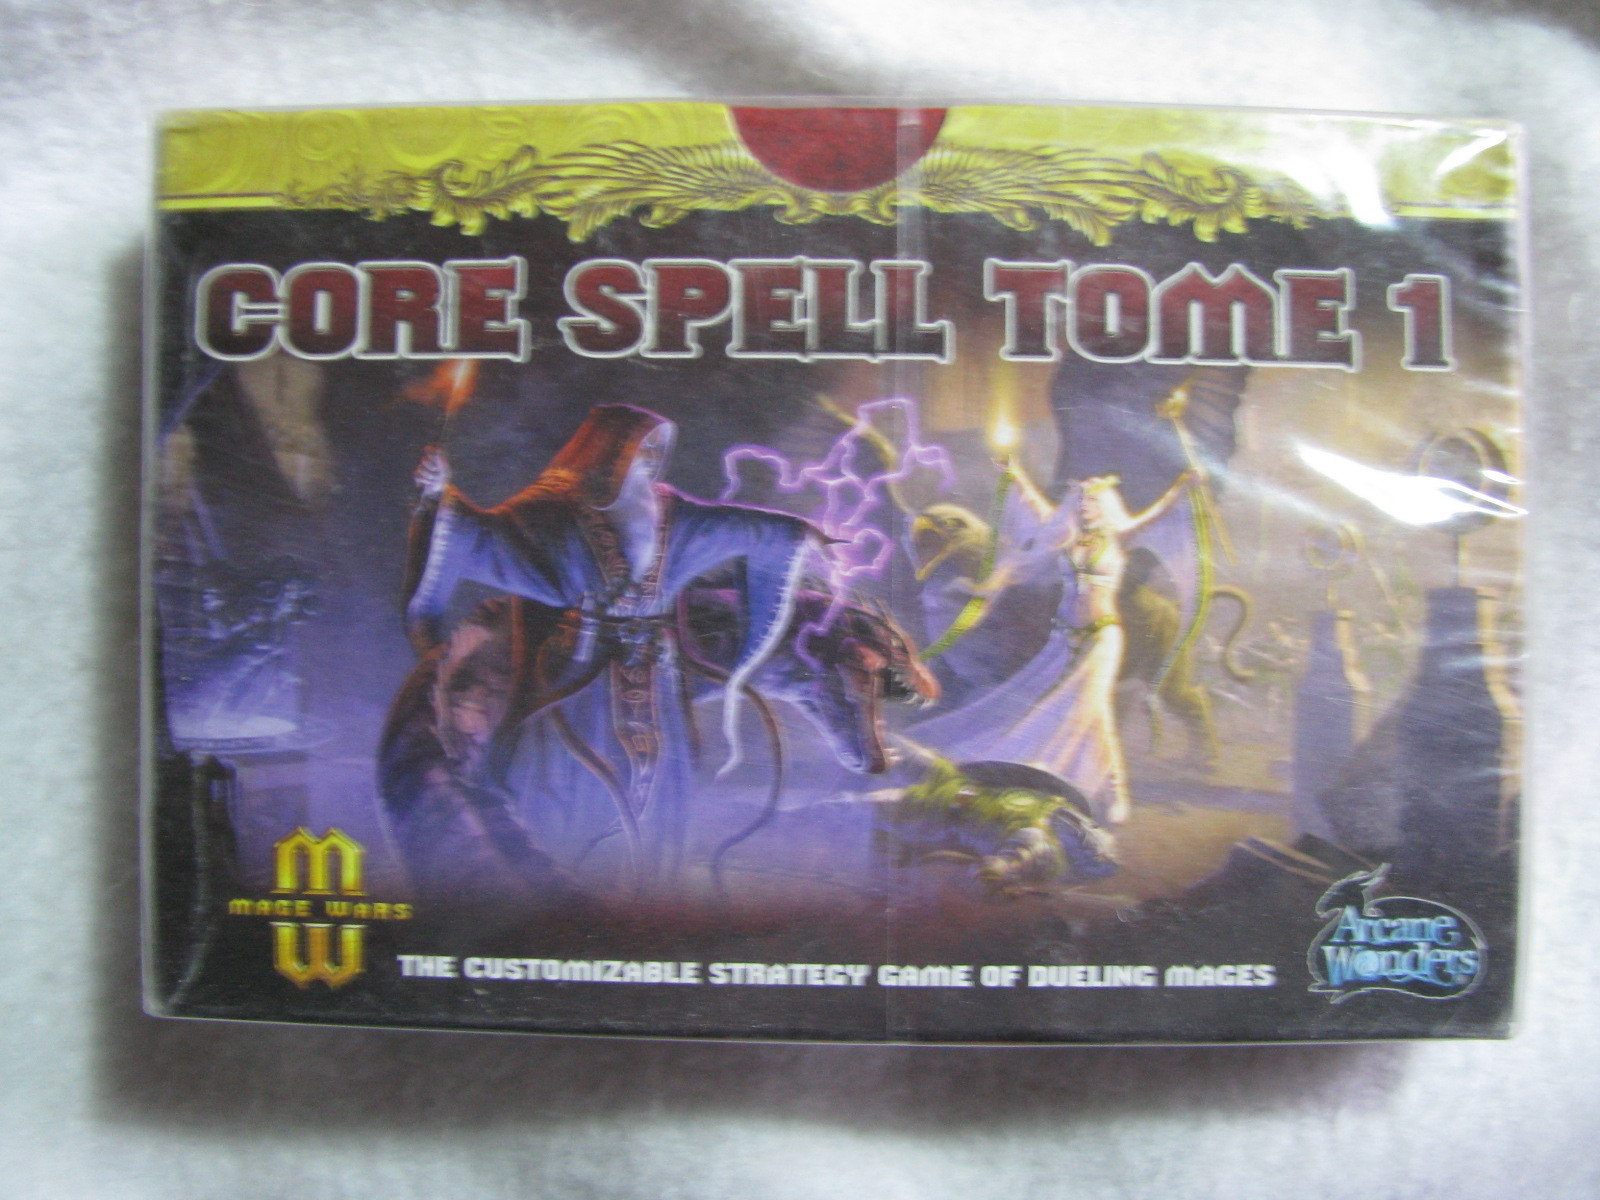 CORE SPELL TOME 1
MAGE WARS
THE CUSTOMIZABLE STRATEGY GAME OF DUELING MAGES
Arcane
Wonders